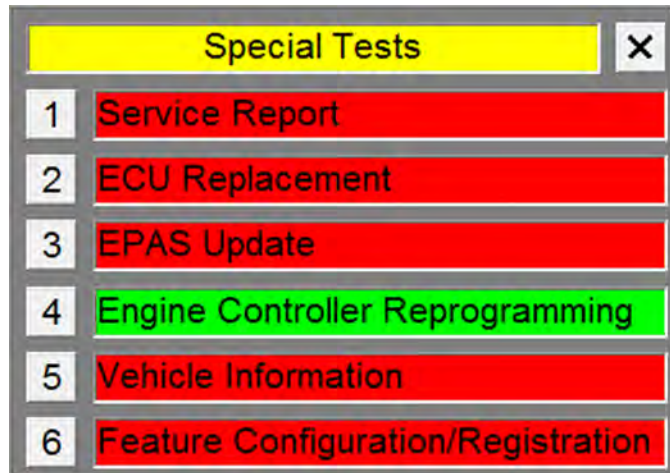 Special Tests ×
1 Service Report
2 ECU Replacement
3 EPAS Update
4 Engine Controller Reprogramming
5 Vehicle Information
6 Feature Configuration/Registration